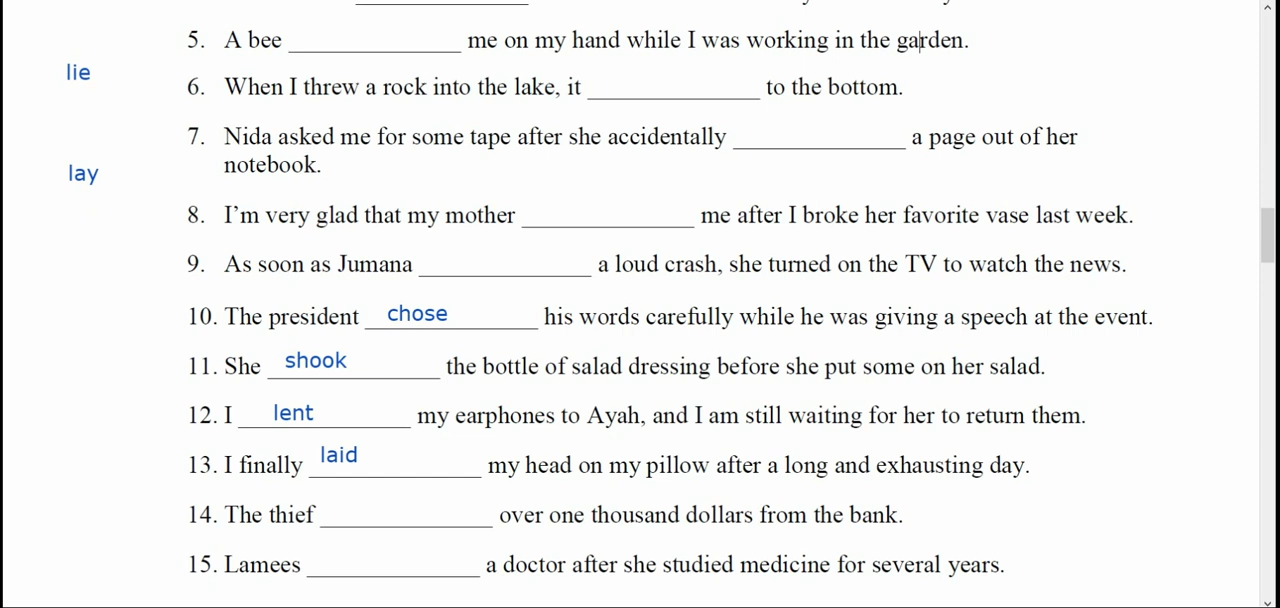 5. A bee ____________ me on my hand while I was working in the garden.
lie
6. When I threw a rock into the lake, it ____________ to the bottom.
7. Nida asked me for some tape after she accidentally ____________ a page out of her
notebook.
lay
8. I’m very glad that my mother ____________ me after I broke her favorite vase last week.
9. As soon as Jumana ____________ a loud crash, she turned on the TV to watch the news.
10. The president chose his words carefully while he was giving a speech at the event.
11. She shook the bottle of salad dressing before she put some on her salad.
12. I lent my earphones to Ayah, and I am still waiting for her to return them.
13. I finally laid my head on my pillow after a long and exhausting day.
14. The thief ____________ over one thousand dollars from the bank.
15. Lamees ____________ a doctor after she studied medicine for several years.